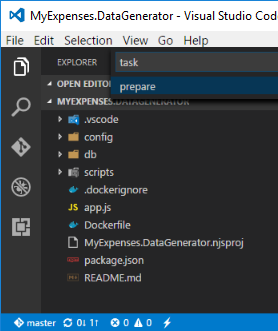 MyExpenses.DataGenerator - Visual Studio Cod
File Edit Selection View Go Help
EXPLORER
task
OPEN EDITOR
prepare
MYEXPENSES.DATAGENERATOR
.vscode
config
db
scripts
.dockerignore
JS app.js
Dockerfile
MyExpenses.DataGenerator.njsproj
package.json
README.md
master 0↓ 1↑ 0 0